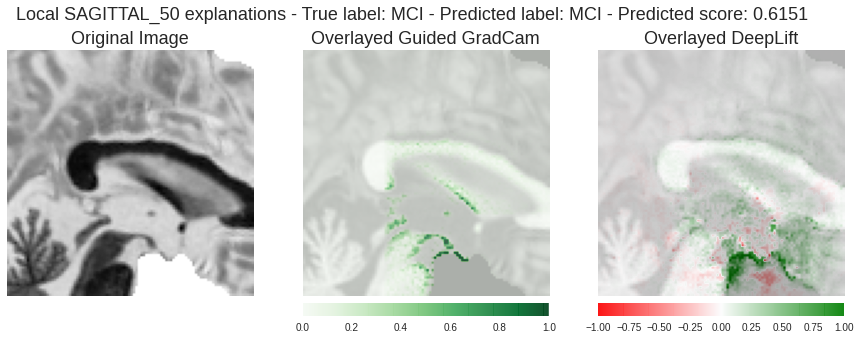 Local SAGITTAL_50 explanations - True label: MCI - Predicted label: MCI - Predicted score: 0.6151
Original Image
Overlayed Guided GradCam
Overlayed DeepLift
0.0 0.2 0.4 0.6 0.8 1.0
−1.00 −0.75 −0.50 −0.25 0.00 0.25 0.50 0.75 1.00